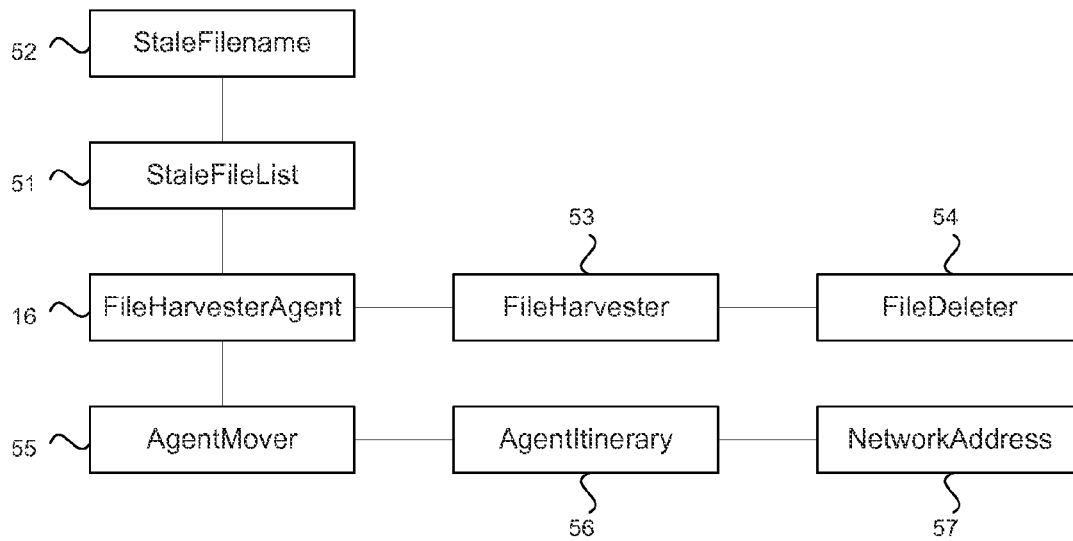 52
StaleFilename
51
StaleFileList
53
54
16
FileHarvesterAgent
FileHarvester
FileDeleter
55
AgentMover
AgentItinerary
NetworkAddress
56
57